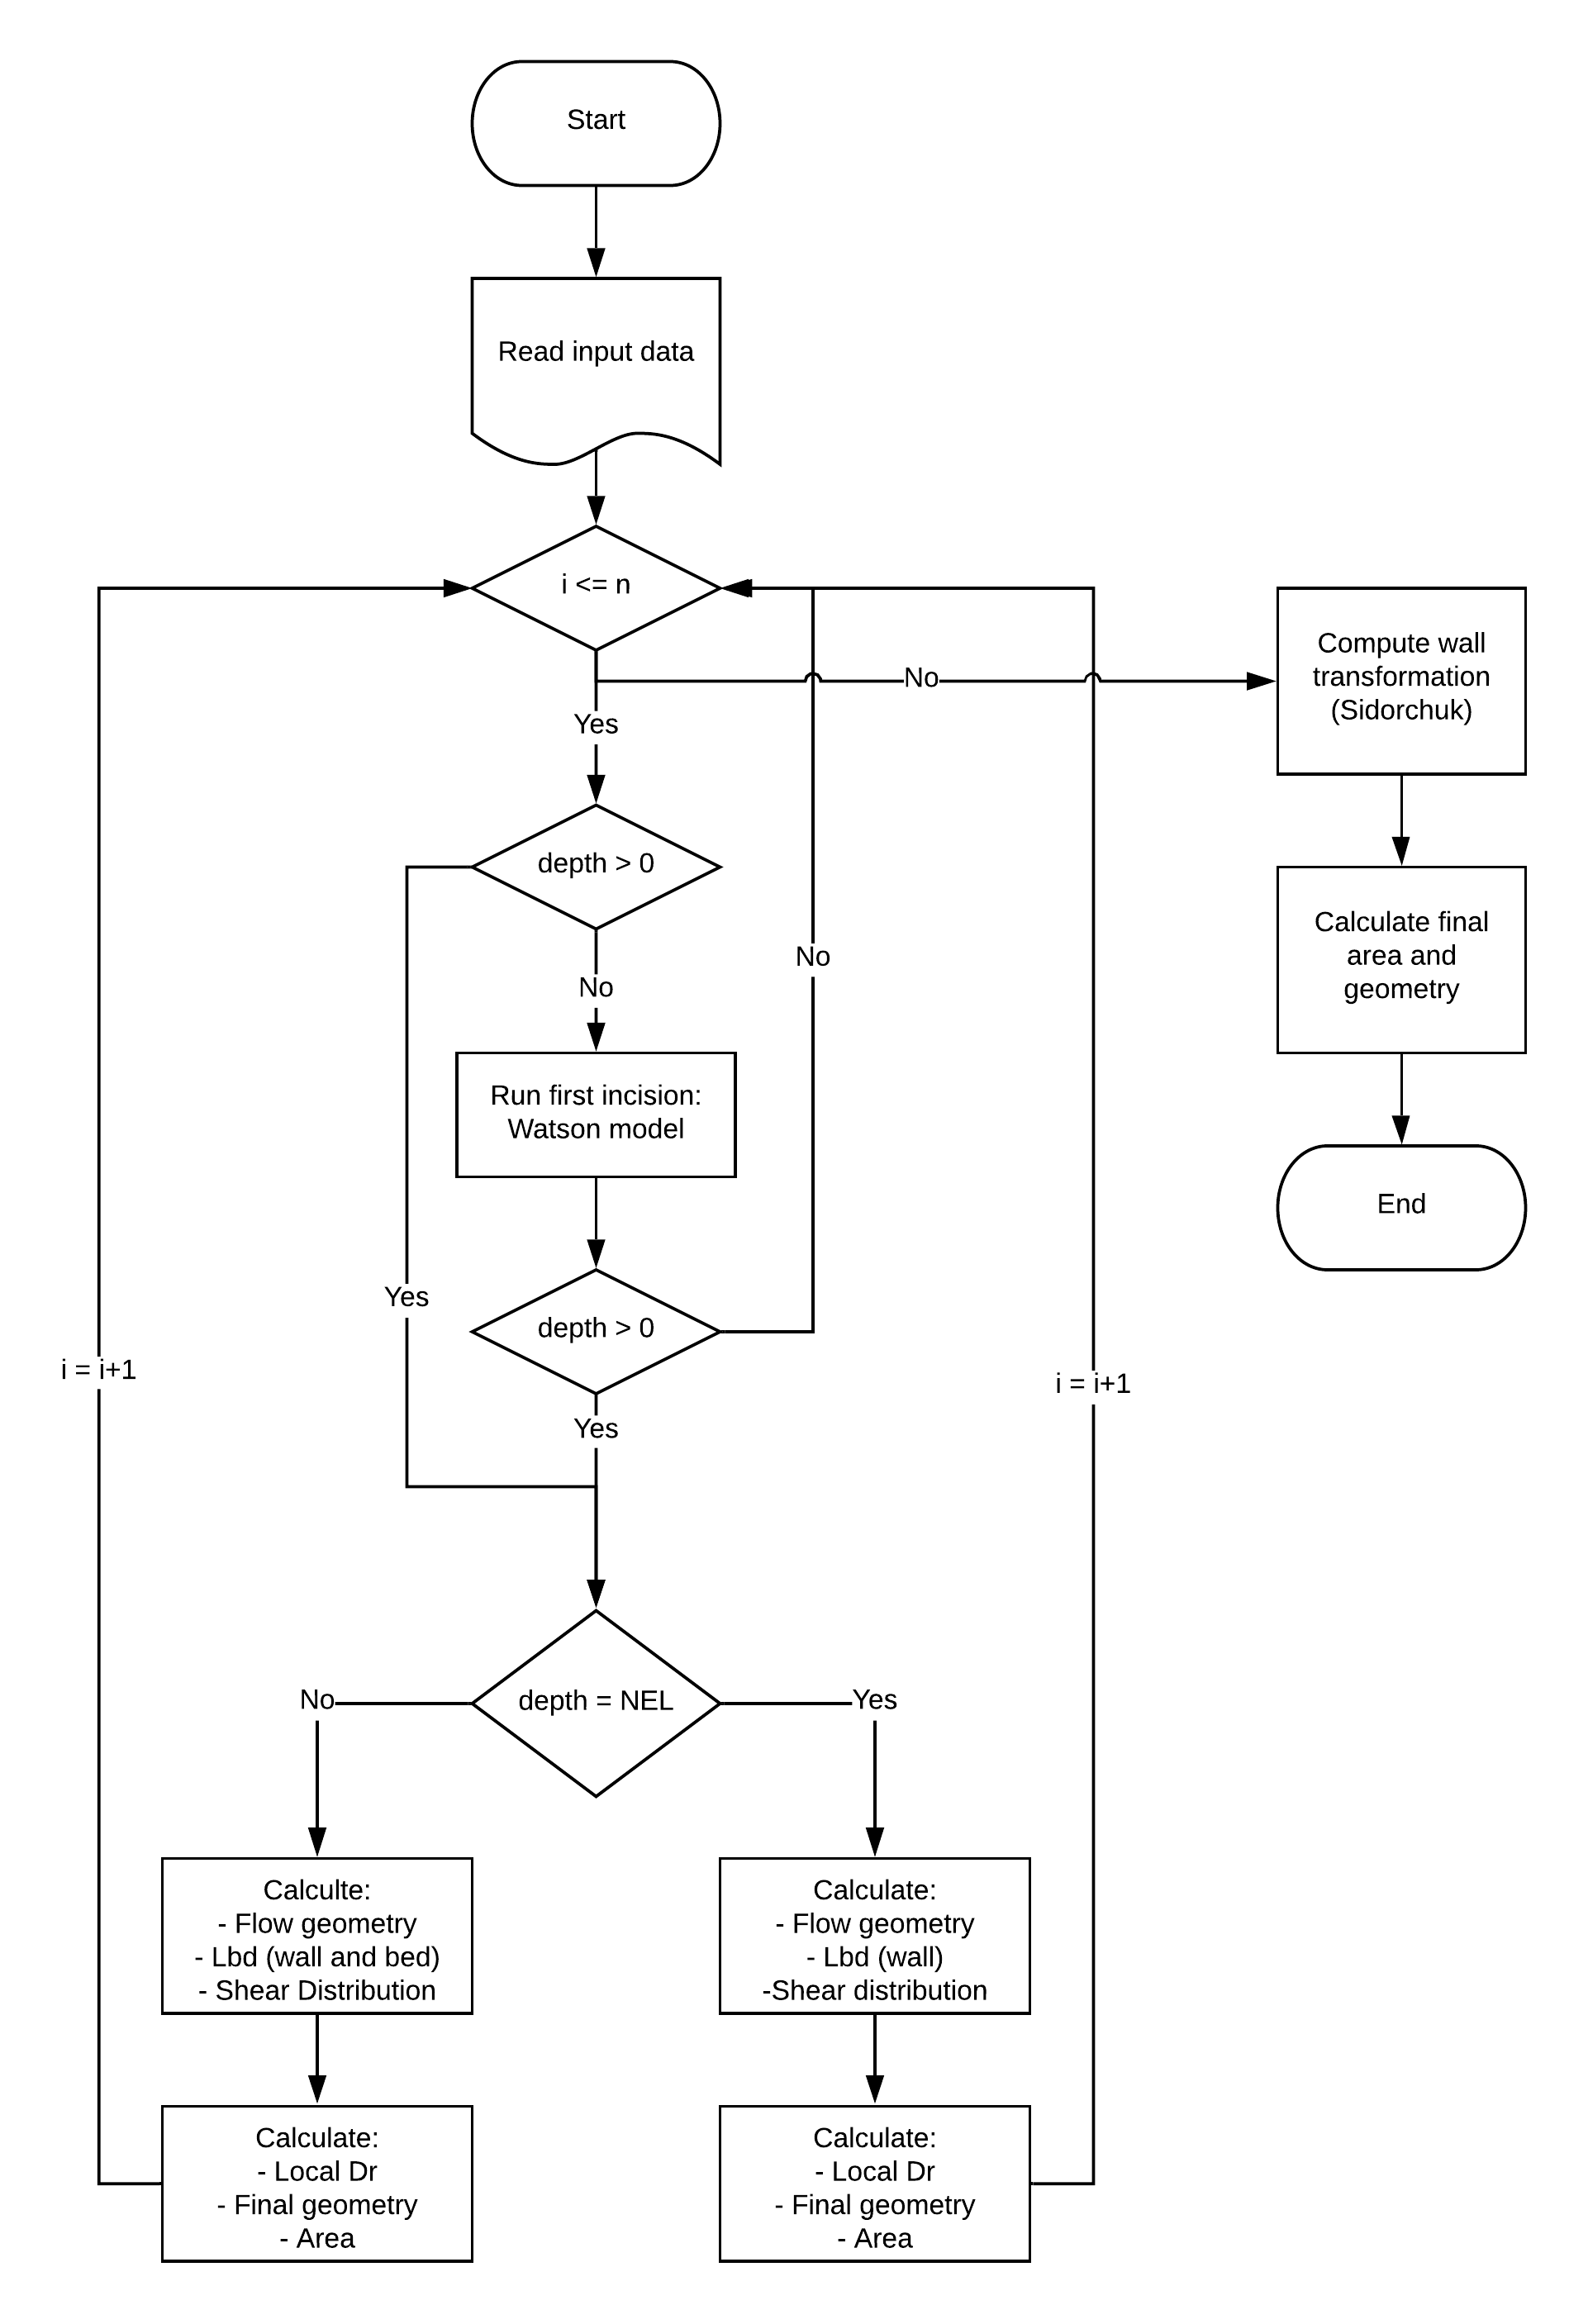 Start
Read input data
i <= n
No
Yes
Compute wall
transformation
(Sidorchuk)
depth > 0
Calculate final
area and
geometry
No
No
Run first incision:
Watson model
End
Yes
depth > 0
i = i+1
i = i+1
Yes
No
depth = NEL
Yes
Calculte:
- Flow geometry
- Lbd (wall and bed)
- Shear Distribution
Calculate:
- Flow geometry
- Lbd (wall)
-Shear distribution
Calculate:
- Local Dr
- Final geometry
- Area
Calculate:
- Local Dr
- Final geometry
- Area